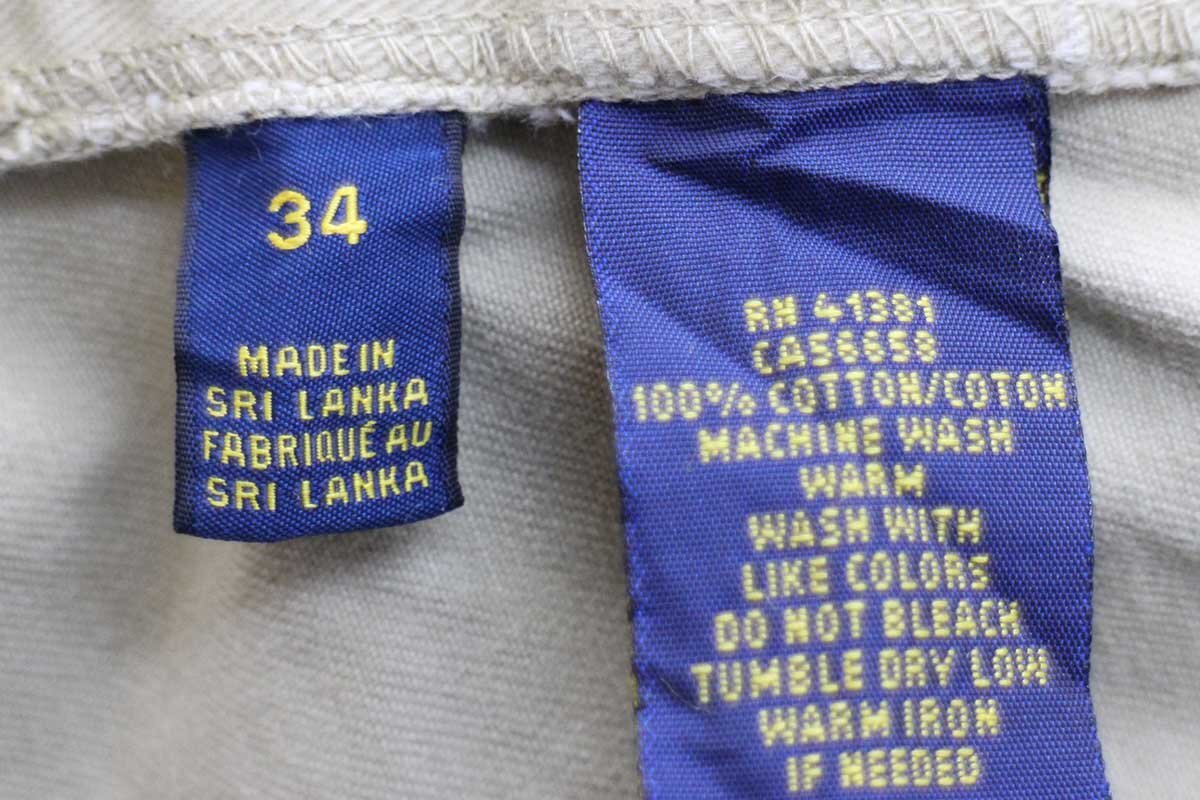 34
MADE IN
SRI LANKA
FABRIQUÉ AU
SRI LANKA
RN 41381
CA56658
100% COTTON/COTON
MACHINE WASH
WARM
WASH WITH
LIKE COLORS
DO NOT BLEACH
TUMBLE DRY LOW
WARM IRON
IF NEEDED